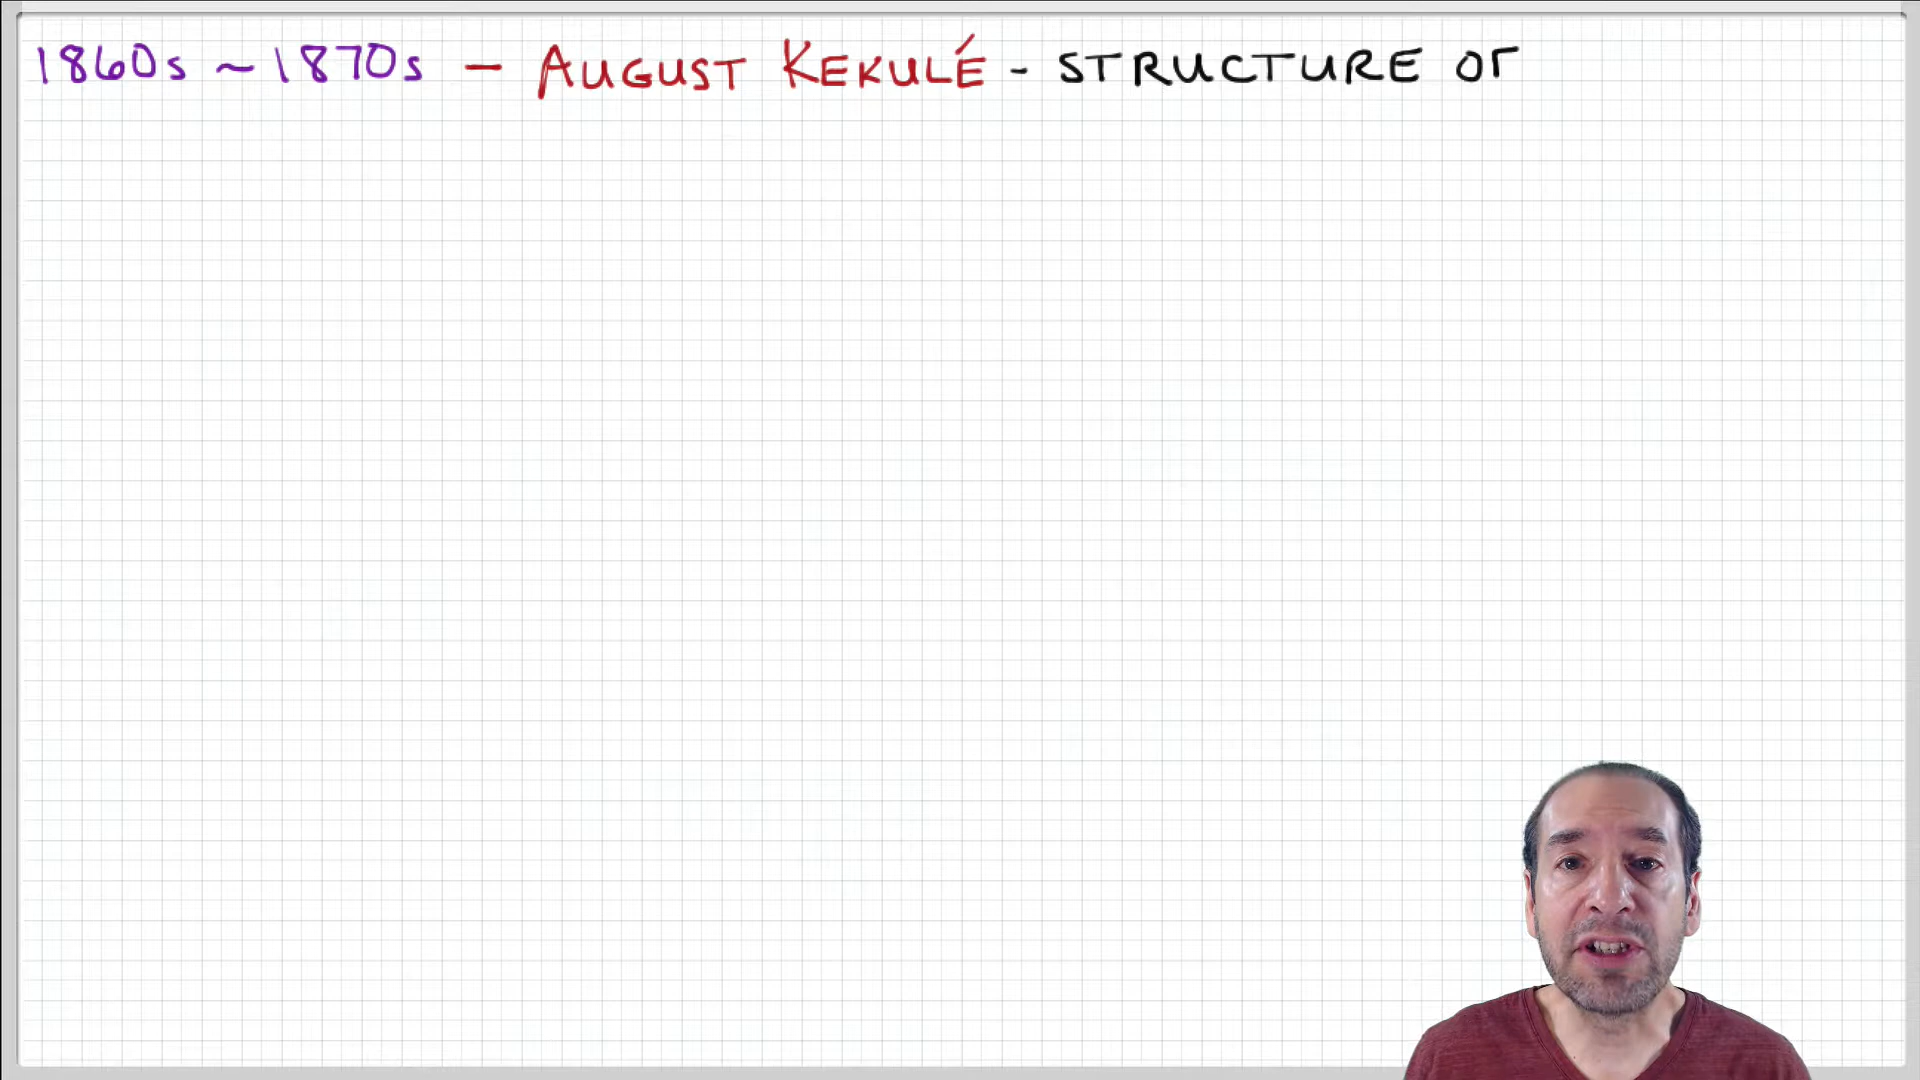 1860s ~ 1870s — AUGUST KEKULÉ - STRUCTURE OF